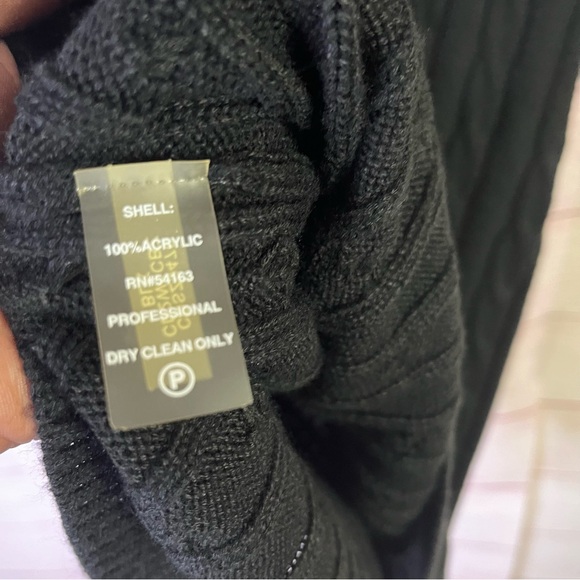 SHELL:
100%ACRYLIC
RN#54163
PROFESSIONAL
DRY CLEAN ONLY
P